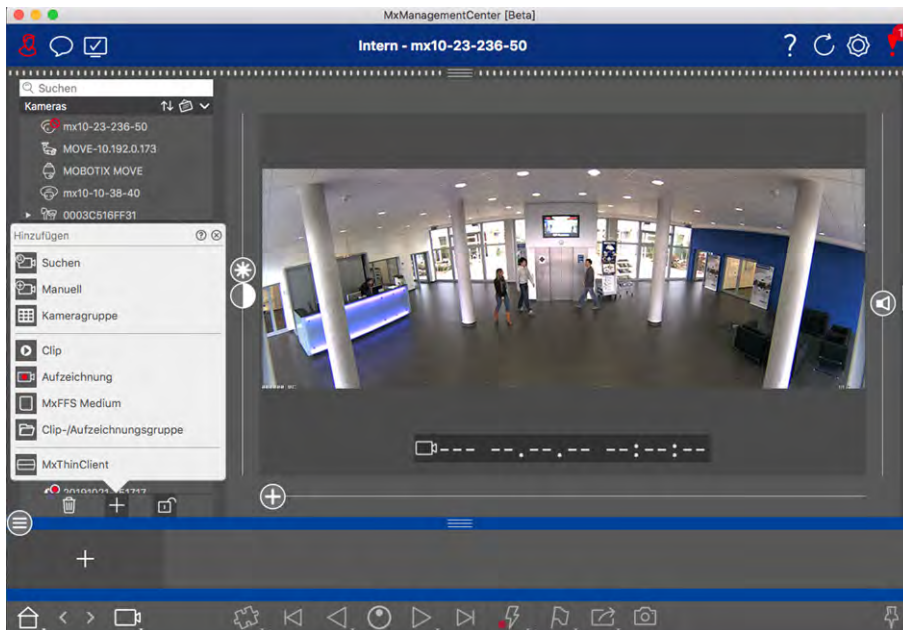 MxManagementCenter [Beta]
Intern - mx10-23-236-50
?
1
Suchen
Kameras
mx10-23-236-50
MOVE-10.192.0.173
MOBOTIX MOVE
mx10-10-38-40
0003C516FF31
Hinzufügen
Suchen
Manuell
Kameragruppe
Clip
Aufzeichnung
MxFFS Medium
Clip-/Aufzeichnungsgruppe
MxThinClient
--- --.--. --:--:--